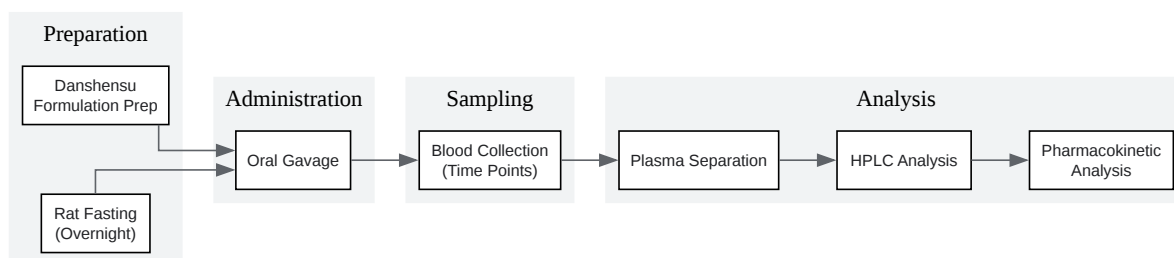 Preparation
Danshensu
Formulation Prep
Rat Fasting
(Overnight)
Administration
Oral Gavage
Sampling
Blood Collection
(Time Points)
Analysis
Plasma Separation
HPLC Analysis
Pharmacokinetic
Analysis